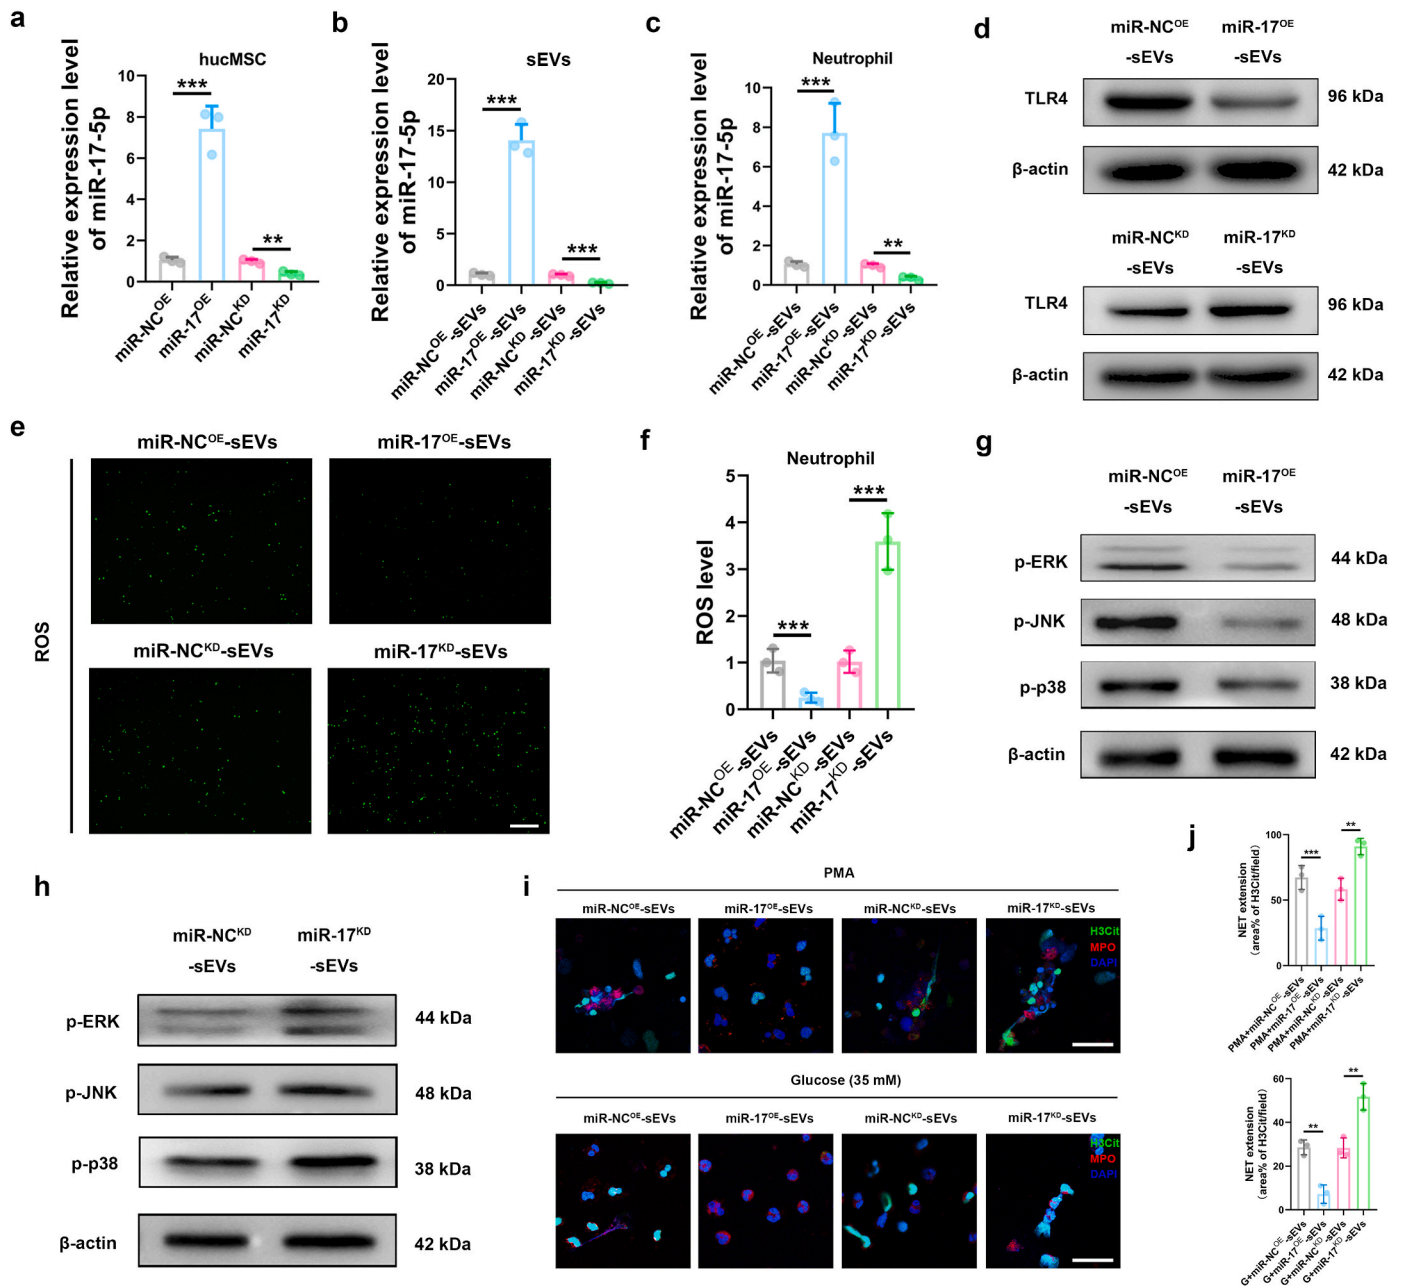 a
hucMSC
Relative expression level
of miR-17-5p
10
8
6
4
2
0
***
**
miR-NC^OE
miR-17^OE
miR-NC^KD
miR-17^KD
b
sEVs
Relative expression level
of miR-17-5p
20
15
10
5
0
***
***
miR-NC^OE-sEVs
miR-17^OE-sEVs
miR-NC^KD-sEVs
miR-17^KD-sEVs
c
Neutrophil
Relative expression level
of miR-17-5p
10
8
6
4
2
0
***
**
miR-NC^OE-sEVs
miR-17^OE-sEVs
miR-NC^KD-sEVs
miR-17^KD-sEVs
d
miR-NC^OE miR-17^OE
-sEVs -sEVs
TLR4 96 kDa
β-actin 42 kDa
miR-NC^KD miR-17^KD
-sEVs -sEVs
TLR4 96 kDa
β-actin 42 kDa
e
miR-NC^OE-sEVs miR-17^OE-sEVs
ROS
miR-NC^KD-sEVs miR-17^KD-sEVs
f
Neutrophil
ROS level
5
4
3
2
1
0
***
***
miR-NC^OE-sEVs
miR-17^OE-sEVs
miR-NC^KD-sEVs
miR-17^KD-sEVs
g
miR-NC^OE miR-17^OE
-sEVs -sEVs
p-ERK 44 kDa
p-JNK 48 kDa
p-p38 38 kDa
β-actin 42 kDa
h
miR-NC^KD miR-17^KD
-sEVs -sEVs
p-ERK 44 kDa
p-JNK 48 kDa
p-p38 38 kDa
β-actin 42 kDa
i
PMA
miR-NC^OE-sEVs miR-17^OE-sEVs miR-NC^KD-sEVs miR-17^KD-sEVs
H3Cit
MPO
DAPI
Glucose (35 mM)
miR-NC^OE-sEVs miR-17^OE-sEVs miR-NC^KD-sEVs miR-17^KD-sEVs
H3Cit
MPO
DAPI
j
NET extension
(area% of H3Cit/field)
100
50
0
***
**
PMA+miR-NC^OE-sEVs
PMA+miR-17^OE-sEVs
PMA+miR-NC^KD-sEVs
PMA+miR-17^KD-sEVs
NET extension
(area% of H3Cit/field)
60
40
20
0
**
**
G+miR-NC^OE-sEVs
G+miR-17^OE-sEVs
G+miR-NC^KD-sEVs
G+miR-17^KD-sEVs